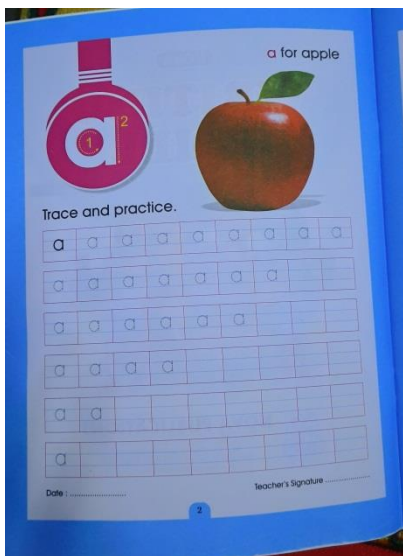 a for apple
a
1
2
Trace and practice.
a a a a a a a a a
a a a a a a a
a a a a a a
a a a a
a a
a
Date : ........................
Teacher's Signature ...................
2